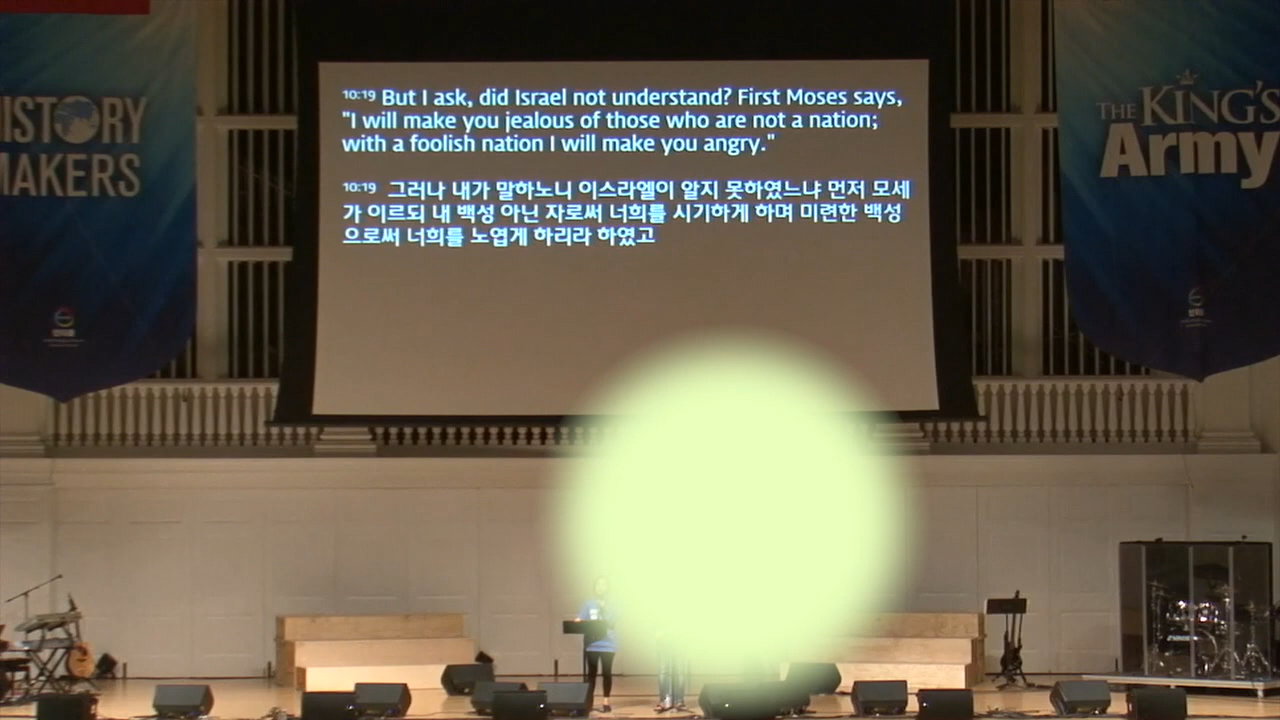 HISTORY
MAKERS
THE KING'S
Army
10:19 But I ask, did Israel not understand? First Moses says,
"I will make you jealous of those who are not a nation;
with a foolish nation I will make you angry."
10:19 그러나 내가 말하노니 이스라엘이 알지 못하였느냐 먼저 모세
가 이르되 내 백성 아닌 자로써 너희를 시기하게 하며 미련한 백성
으로써 너희를 노엽게 하리라 하였고